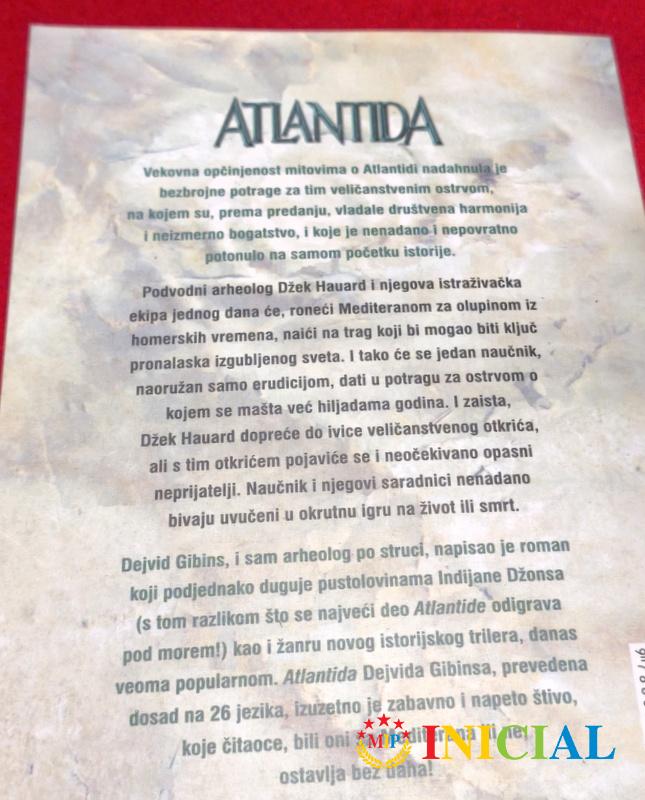 ATLANTIDA
Vekovna opčinjenost mitovima o Atlantidi nadahnula je
bezbrojne potrage za tim veličanstvenim ostrvom,
na kojem su, prema predanju, vladale društvena harmonija
i neizmerno bogatstvo, i koje je nenadano i nepovratno
potonulo na samom početku istorije.
Podvodni arheolog Džek Hauard i njegova istraživačka
ekipa jednog dana će, roneći Mediteranom za olupinom iz
homerskih vremena, naići na trag koji bi mogao biti ključ
pronalaska izgubljenog sveta. I tako će se jedan naučnik,
naoružan samo erudicijom, dati u potragu za ostrvom o
kojem se mašta već hiljadama godina. I zaista,
Džek Hauard dopreće do ivice veličanstvenog otkrića,
ali s tim otkrićem pojaviće se i neočekivano opasni
neprijatelji. Naučnik i njegovi saradnici nenadano
bivaju uvučeni u okrutnu igru na život ili smrt.
Dejvid Gibins, i sam arheolog po struci, napisao je roman
koji podjednako duguje pustolovinama Indijane Džonsa
(s tom razlikom što se najveći deo Atlantide odigrava
pod morem!) kao i žanru novog istorijskog trilera, danas
veoma popularnom. Atlantida Dejvida Gibinsa, prevedena
dosad na 26 jezika, izuzetno je zabavno i napeto štivo,
koje čitaoce, bili oni
ostavlja bez daha!
MIP INICIAL